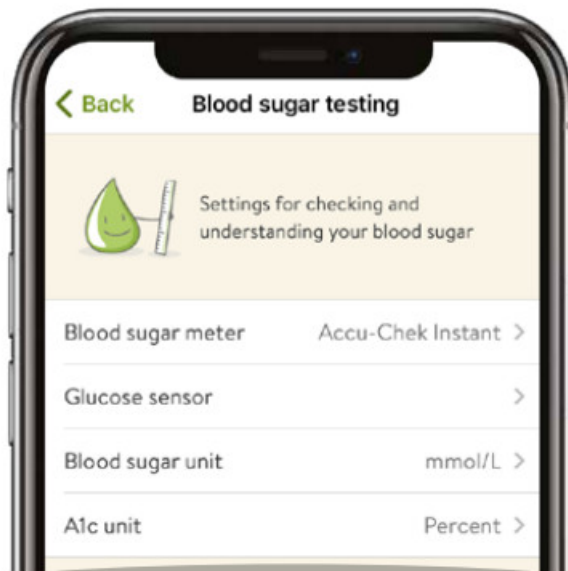 Back Blood sugar testing
Settings for checking and
understanding your blood sugar
Blood sugar meter Accu-Chek Instant
Glucose sensor
Blood sugar unit mmol/L
A1c unit Percent